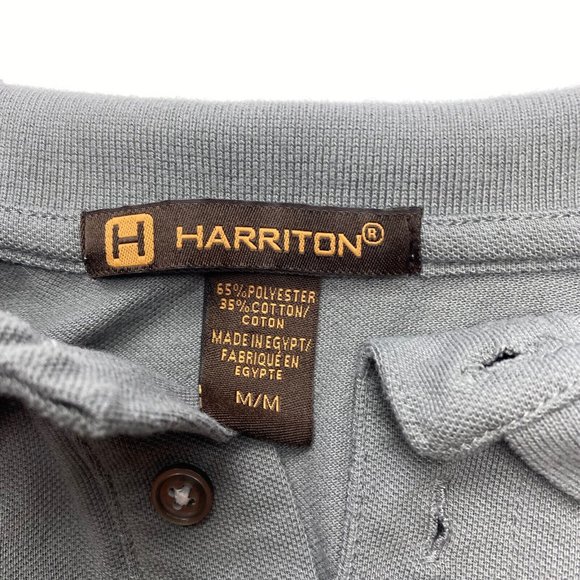 H HARRITON®
65% POLYESTER
35% COTTON/
COTON
MADE IN EGYPT/
FABRIQUÉ EN
EGYPTE
M/M